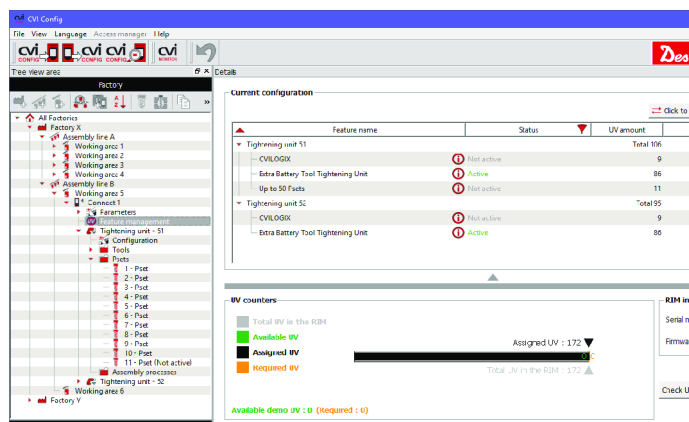 CVI Config
File View Language Access manager Help
CVI CONFIG CVI CONFIG CVI CONFIG CVI MONITOR
Des
Tree view area
Details
Factory
»
All Factories
Factory X
Assembly line A
Working area 1
Working area 2
Working area 3
Working area 4
Assembly line B
Working area 5
Connect 1
Parameters
UV Feature management
Tightening unit - 51
Configuration
Tools
Psets
1 - Pset
2 - Pset
3 - Pset
4 - Pset
5 - Pset
6 - Pset
7 - Pset
8 - Pset
9 - Pset
10 - Pset
11 - Pset (Not active)
Assembly processes
Tightening unit - 52
Working area 6
Factory Y
Current configuration
Click to
Feature name Status UV amount
Tightening unit 51 Total 106
CVILOGIX Not active 9
Extra Battery Tool Tightening Unit Active 86
Up to 50 Psets Not active 11
Tightening unit 52 Total 95
CVILOGIX Not active 9
Extra Battery Tool Tightening Unit Active 86
UV counters
Total UV in the RIM
Available UV
Assigned UV
Required UV
Assigned UV : 172
0 0
Total UV in the RIM : 172
Available demo UV : 0 (Required : 0)
RIM in
Serial n
Firmwa
Check U